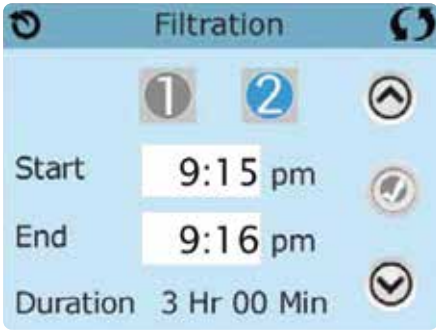 Filtration
1 2
Start 9:15 pm
End 9:16 pm
Duration 3 Hr 00 Min